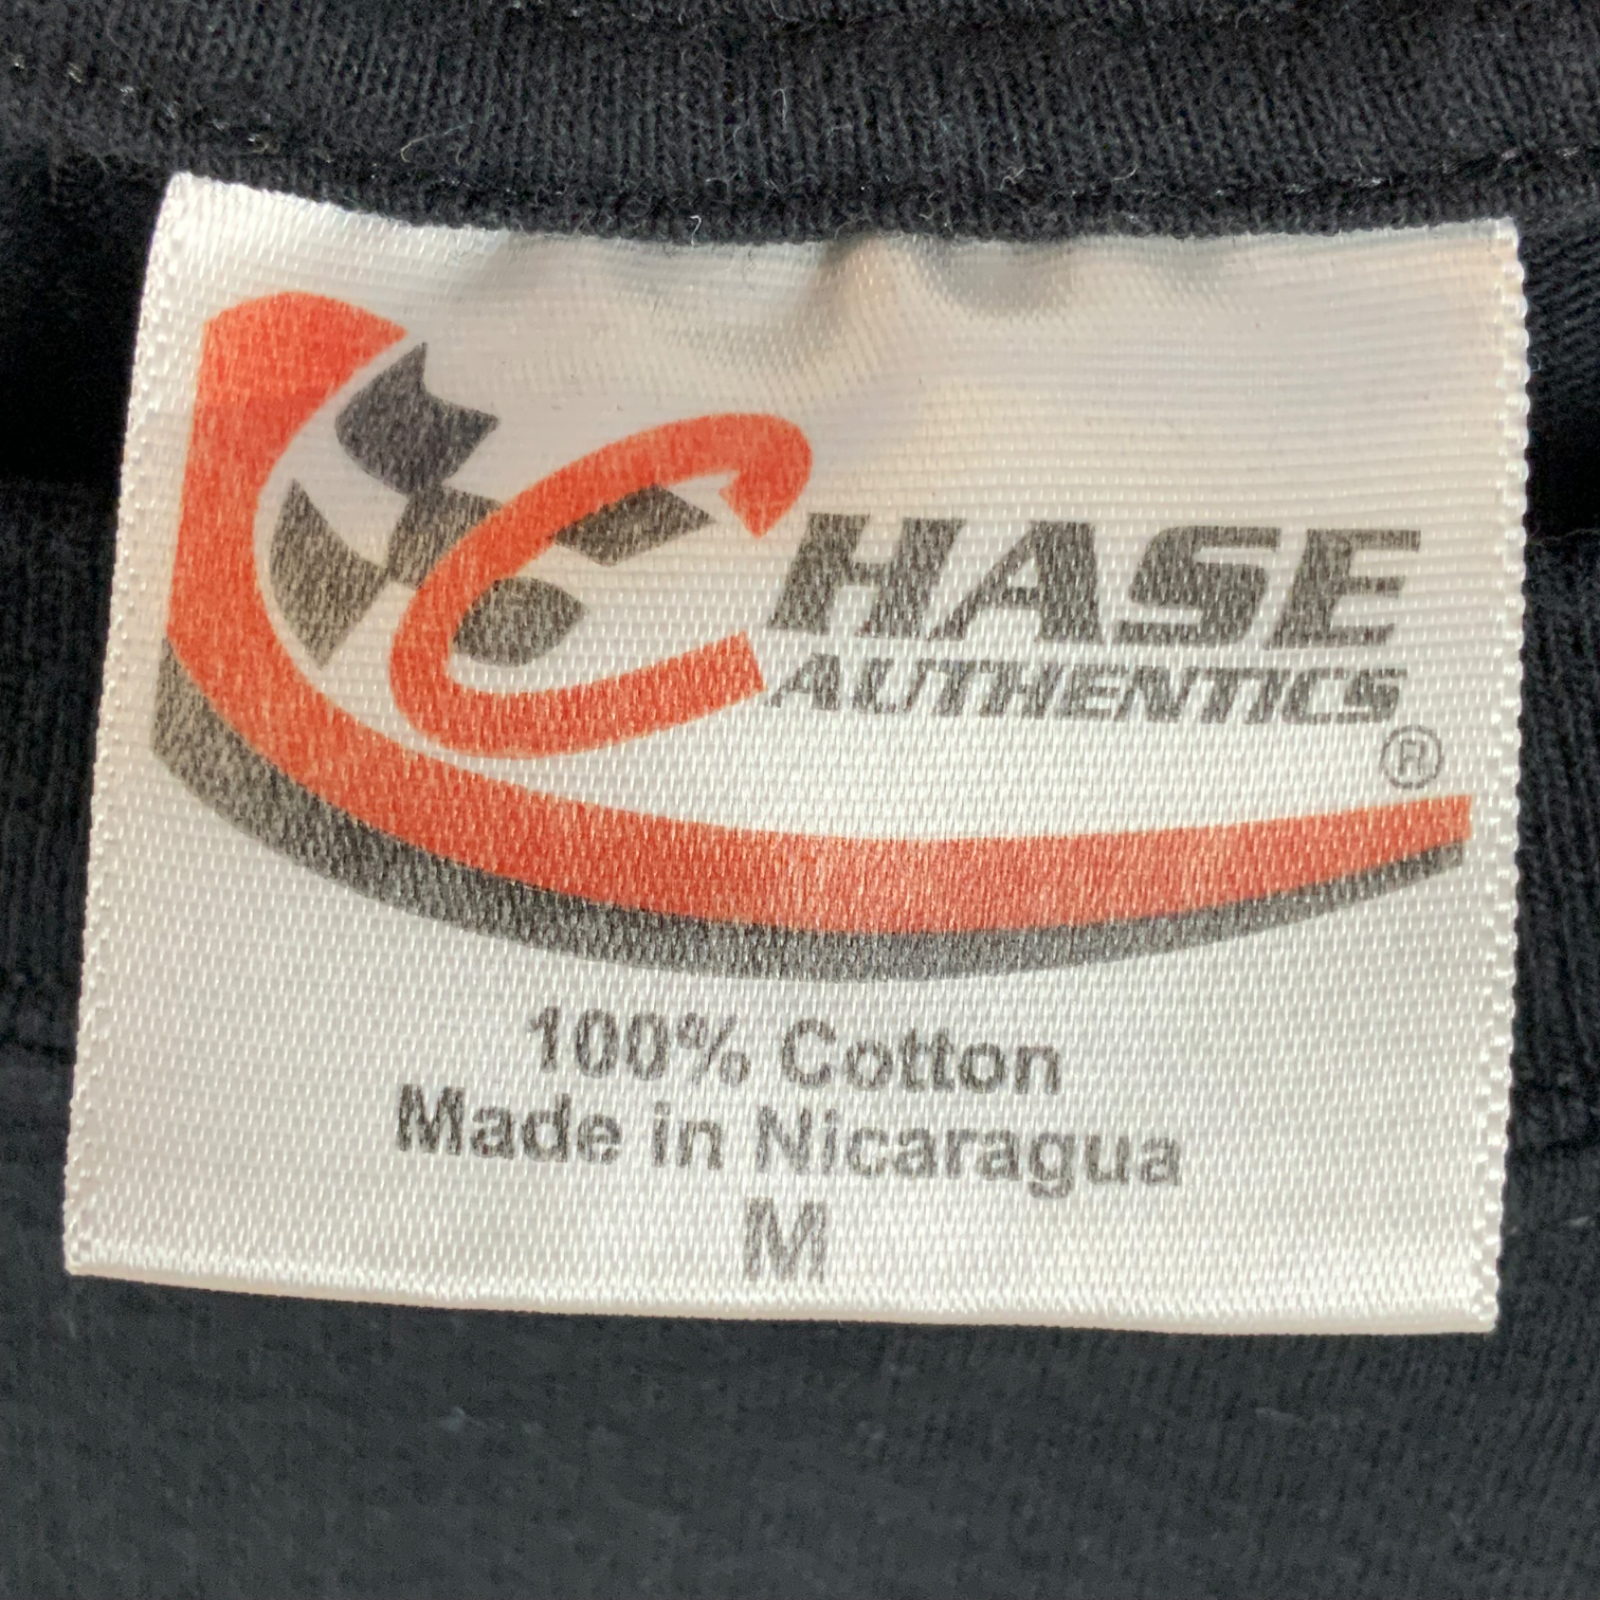 CHASE
AUTHENTICS
®
100% Cotton
Made in Nicaragua
M